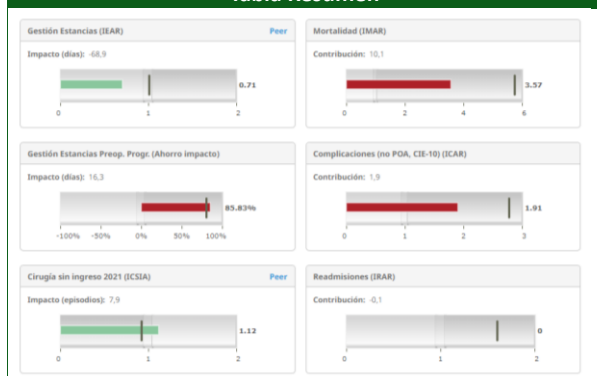 Tabla Resumen
Gestión Estancias (IEAR) Peer
Impacto (días): -68,9
0.71
0 1 2
Mortalidad (IMAR)
Contribución: 10,1
3.57
0 2 4 6
Gestión Estancias Preop. Progr. (Ahorro impacto)
Impacto (días): 16,3
85.83%
-100% -50% 0% 50% 100%
Complicaciones (no POA, CIE-10) (ICAR)
Contribución: 1,9
1.91
0 1 2 3
Cirugía sin ingreso 2021 (ICSIA) Peer
Impacto (episodios): 7,9
1.12
0 1 2
Readmisiones (IRAR)
Contribución: -0,1
0
0 1 2